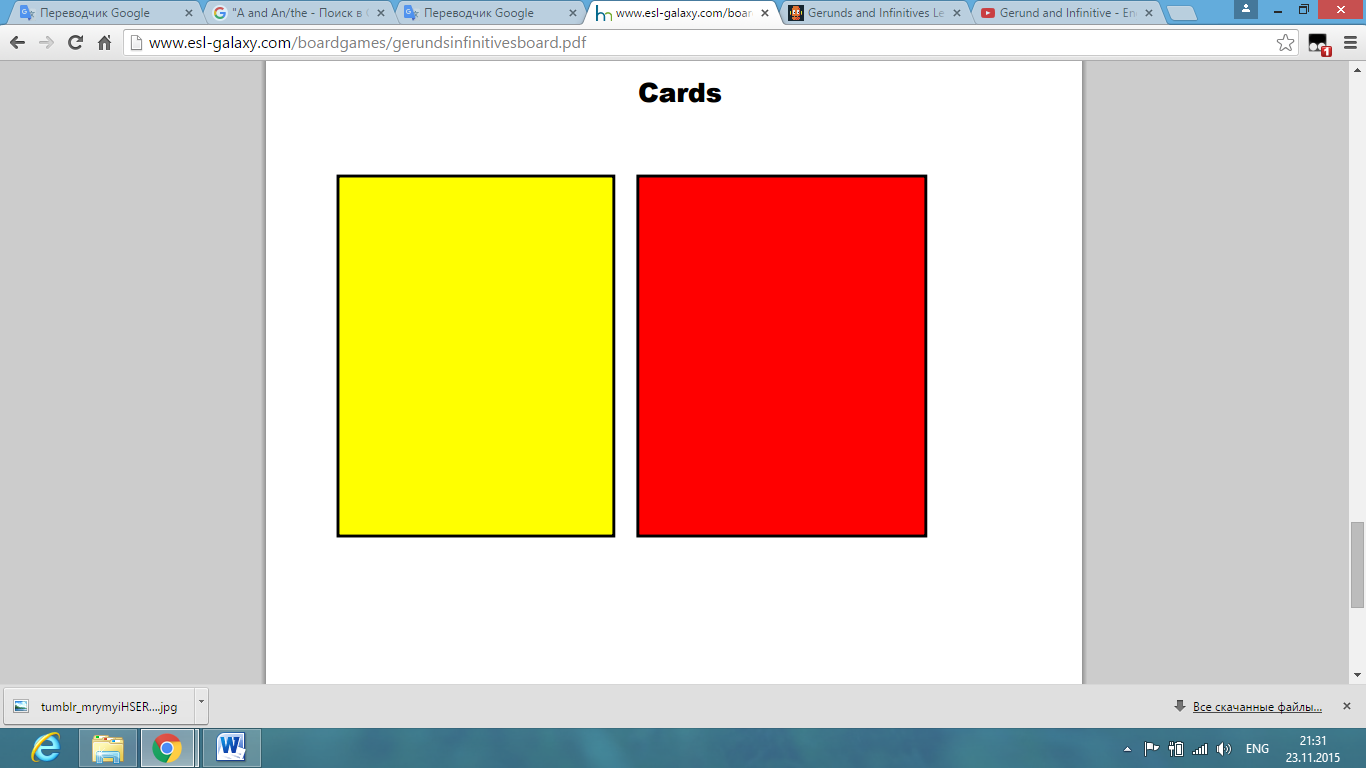 Переводчик Google
"A and An/the - Поиск в G
Переводчик Google
www.esl-galaxy.com/boar
Gerunds and Infinitives Le
Gerund and Infinitive - En
www.esl-galaxy.com/boardgames/gerundsinfinitivesboard.pdf
1
Cards
tumblr_mrymyiHSER....jpg
Все скачанные файлы...
ENG
21:31
23.11.2015